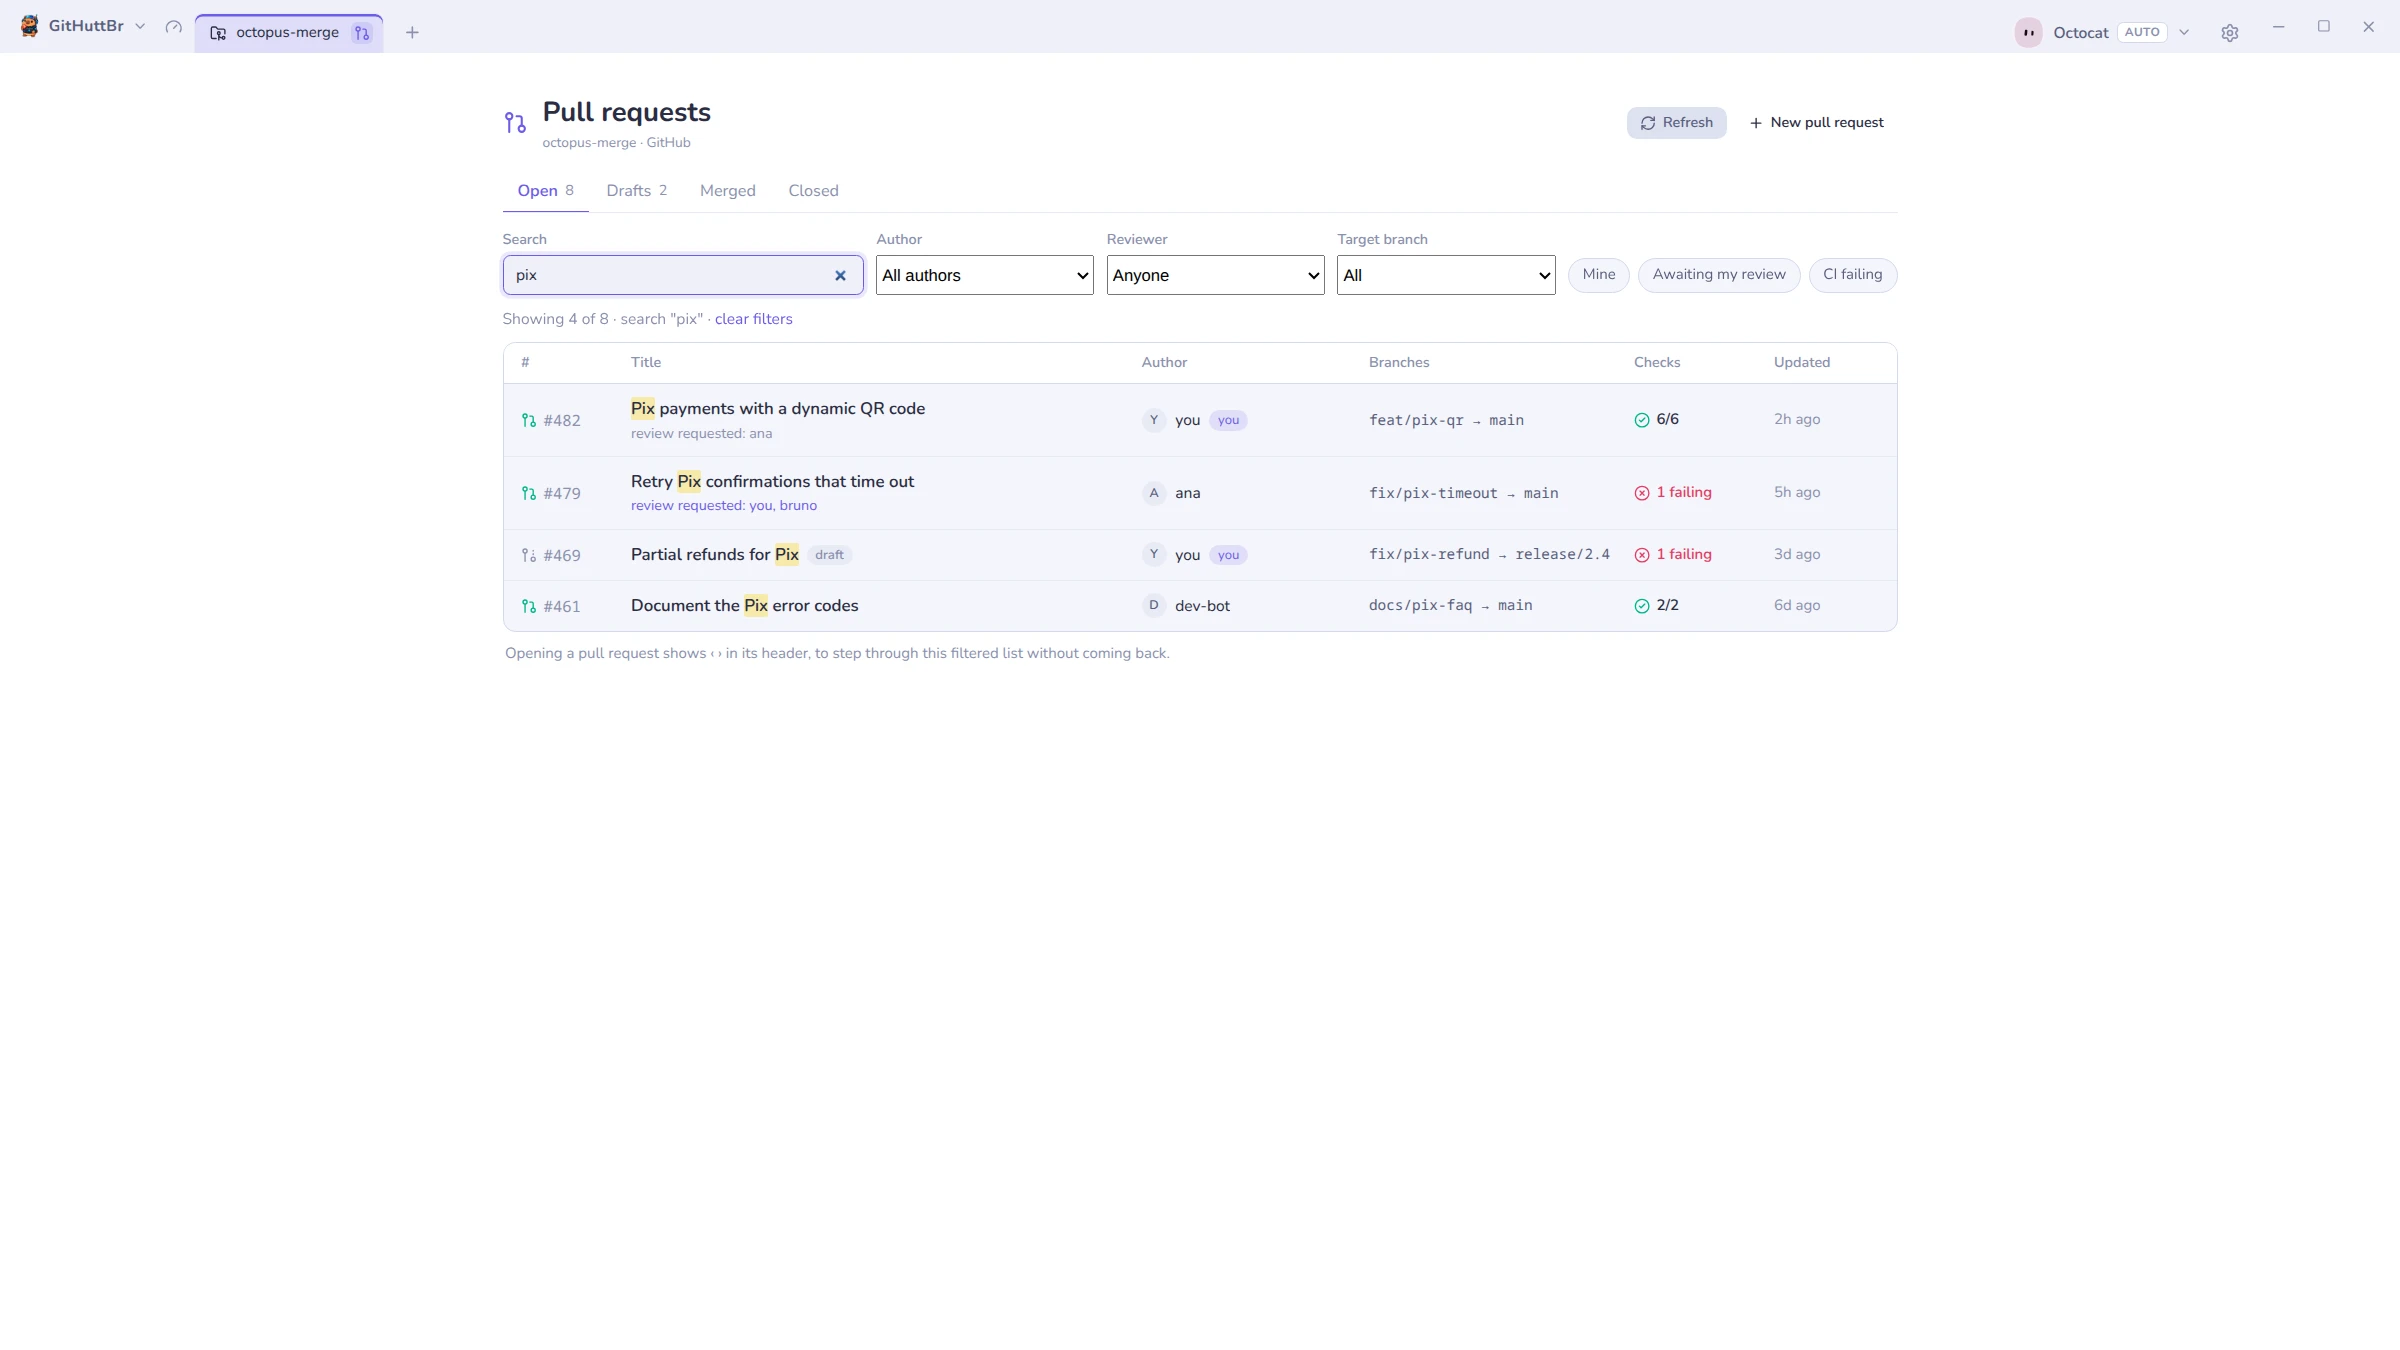 GitHuttBr
octopus-merge
Octocat AUTO
Pull requests
octopus-merge · GitHub
Refresh
New pull request
Open 8
Drafts 2
Merged
Closed
Search
Author
Reviewer
Target branch
pix
All authors
Anyone
All
Mine
Awaiting my review
CI failing
Showing 4 of 8 · search "pix" · clear filters
# Title Author Branches Checks Updated
#482 Pix payments with a dynamic QR code Y you you feat/pix-qr → main 6/6 2h ago
review requested: ana
#479 Retry Pix confirmations that time out A ana fix/pix-timeout → main 1 failing 5h ago
review requested: you, bruno
#469 Partial refunds for Pix draft Y you you fix/pix-refund → release/2.4 1 failing 3d ago
#461 Document the Pix error codes D dev-bot docs/pix-faq → main 2/2 6d ago
Opening a pull request shows ‹ › in its header, to step through this filtered list without coming back.